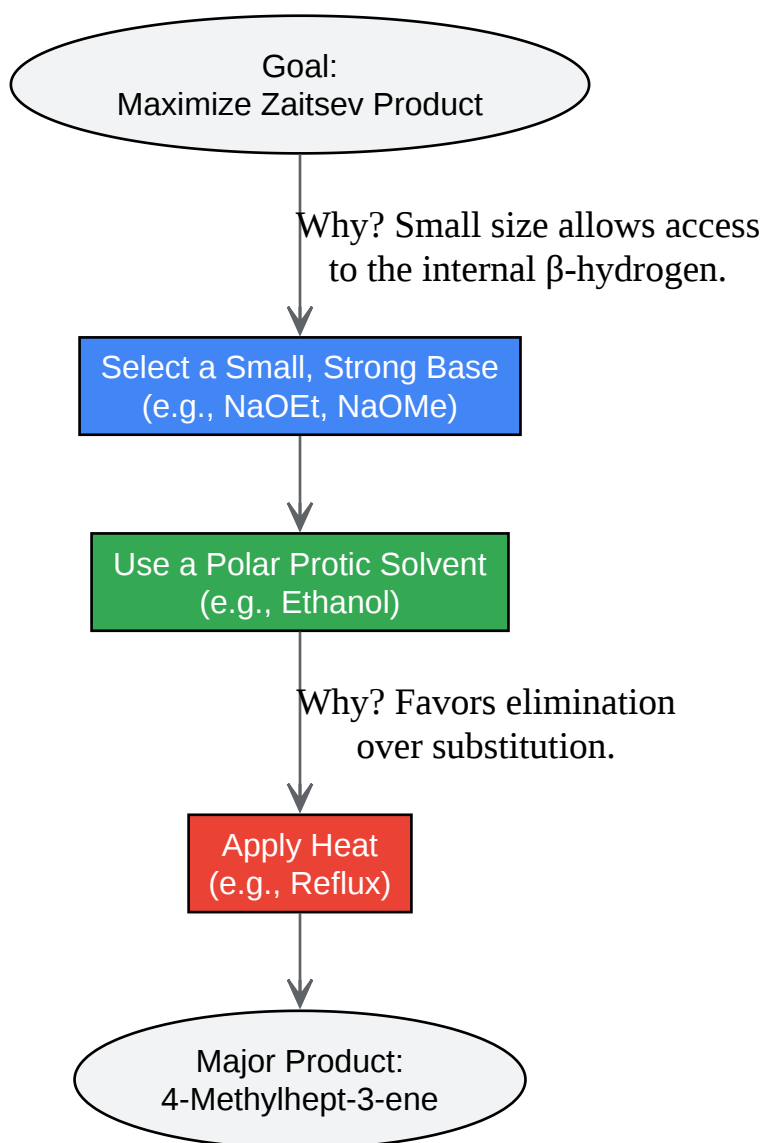 Goal:
Maximize Zaitsev Product
Why? Small size allows access
to the internal β-hydrogen.
Select a Small, Strong Base
(e.g., NaOEt, NaOMe)
Use a Polar Protic Solvent
(e.g., Ethanol)
Why? Favors elimination
over substitution.
Apply Heat
(e.g., Reflux)
Major Product:
4-Methylhept-3-ene